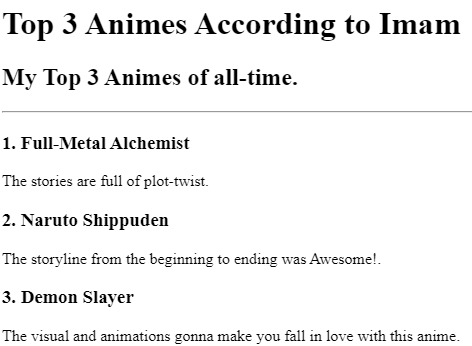 Top 3 Animes According to Imam
My Top 3 Animes of all-time.
1. Full-Metal Alchemist
The stories are full of plot-twist.
2. Naruto Shippuden
The storyline from the beginning to ending was Awesome!.
3. Demon Slayer
The visual and animations gonna make you fall in love with this anime.